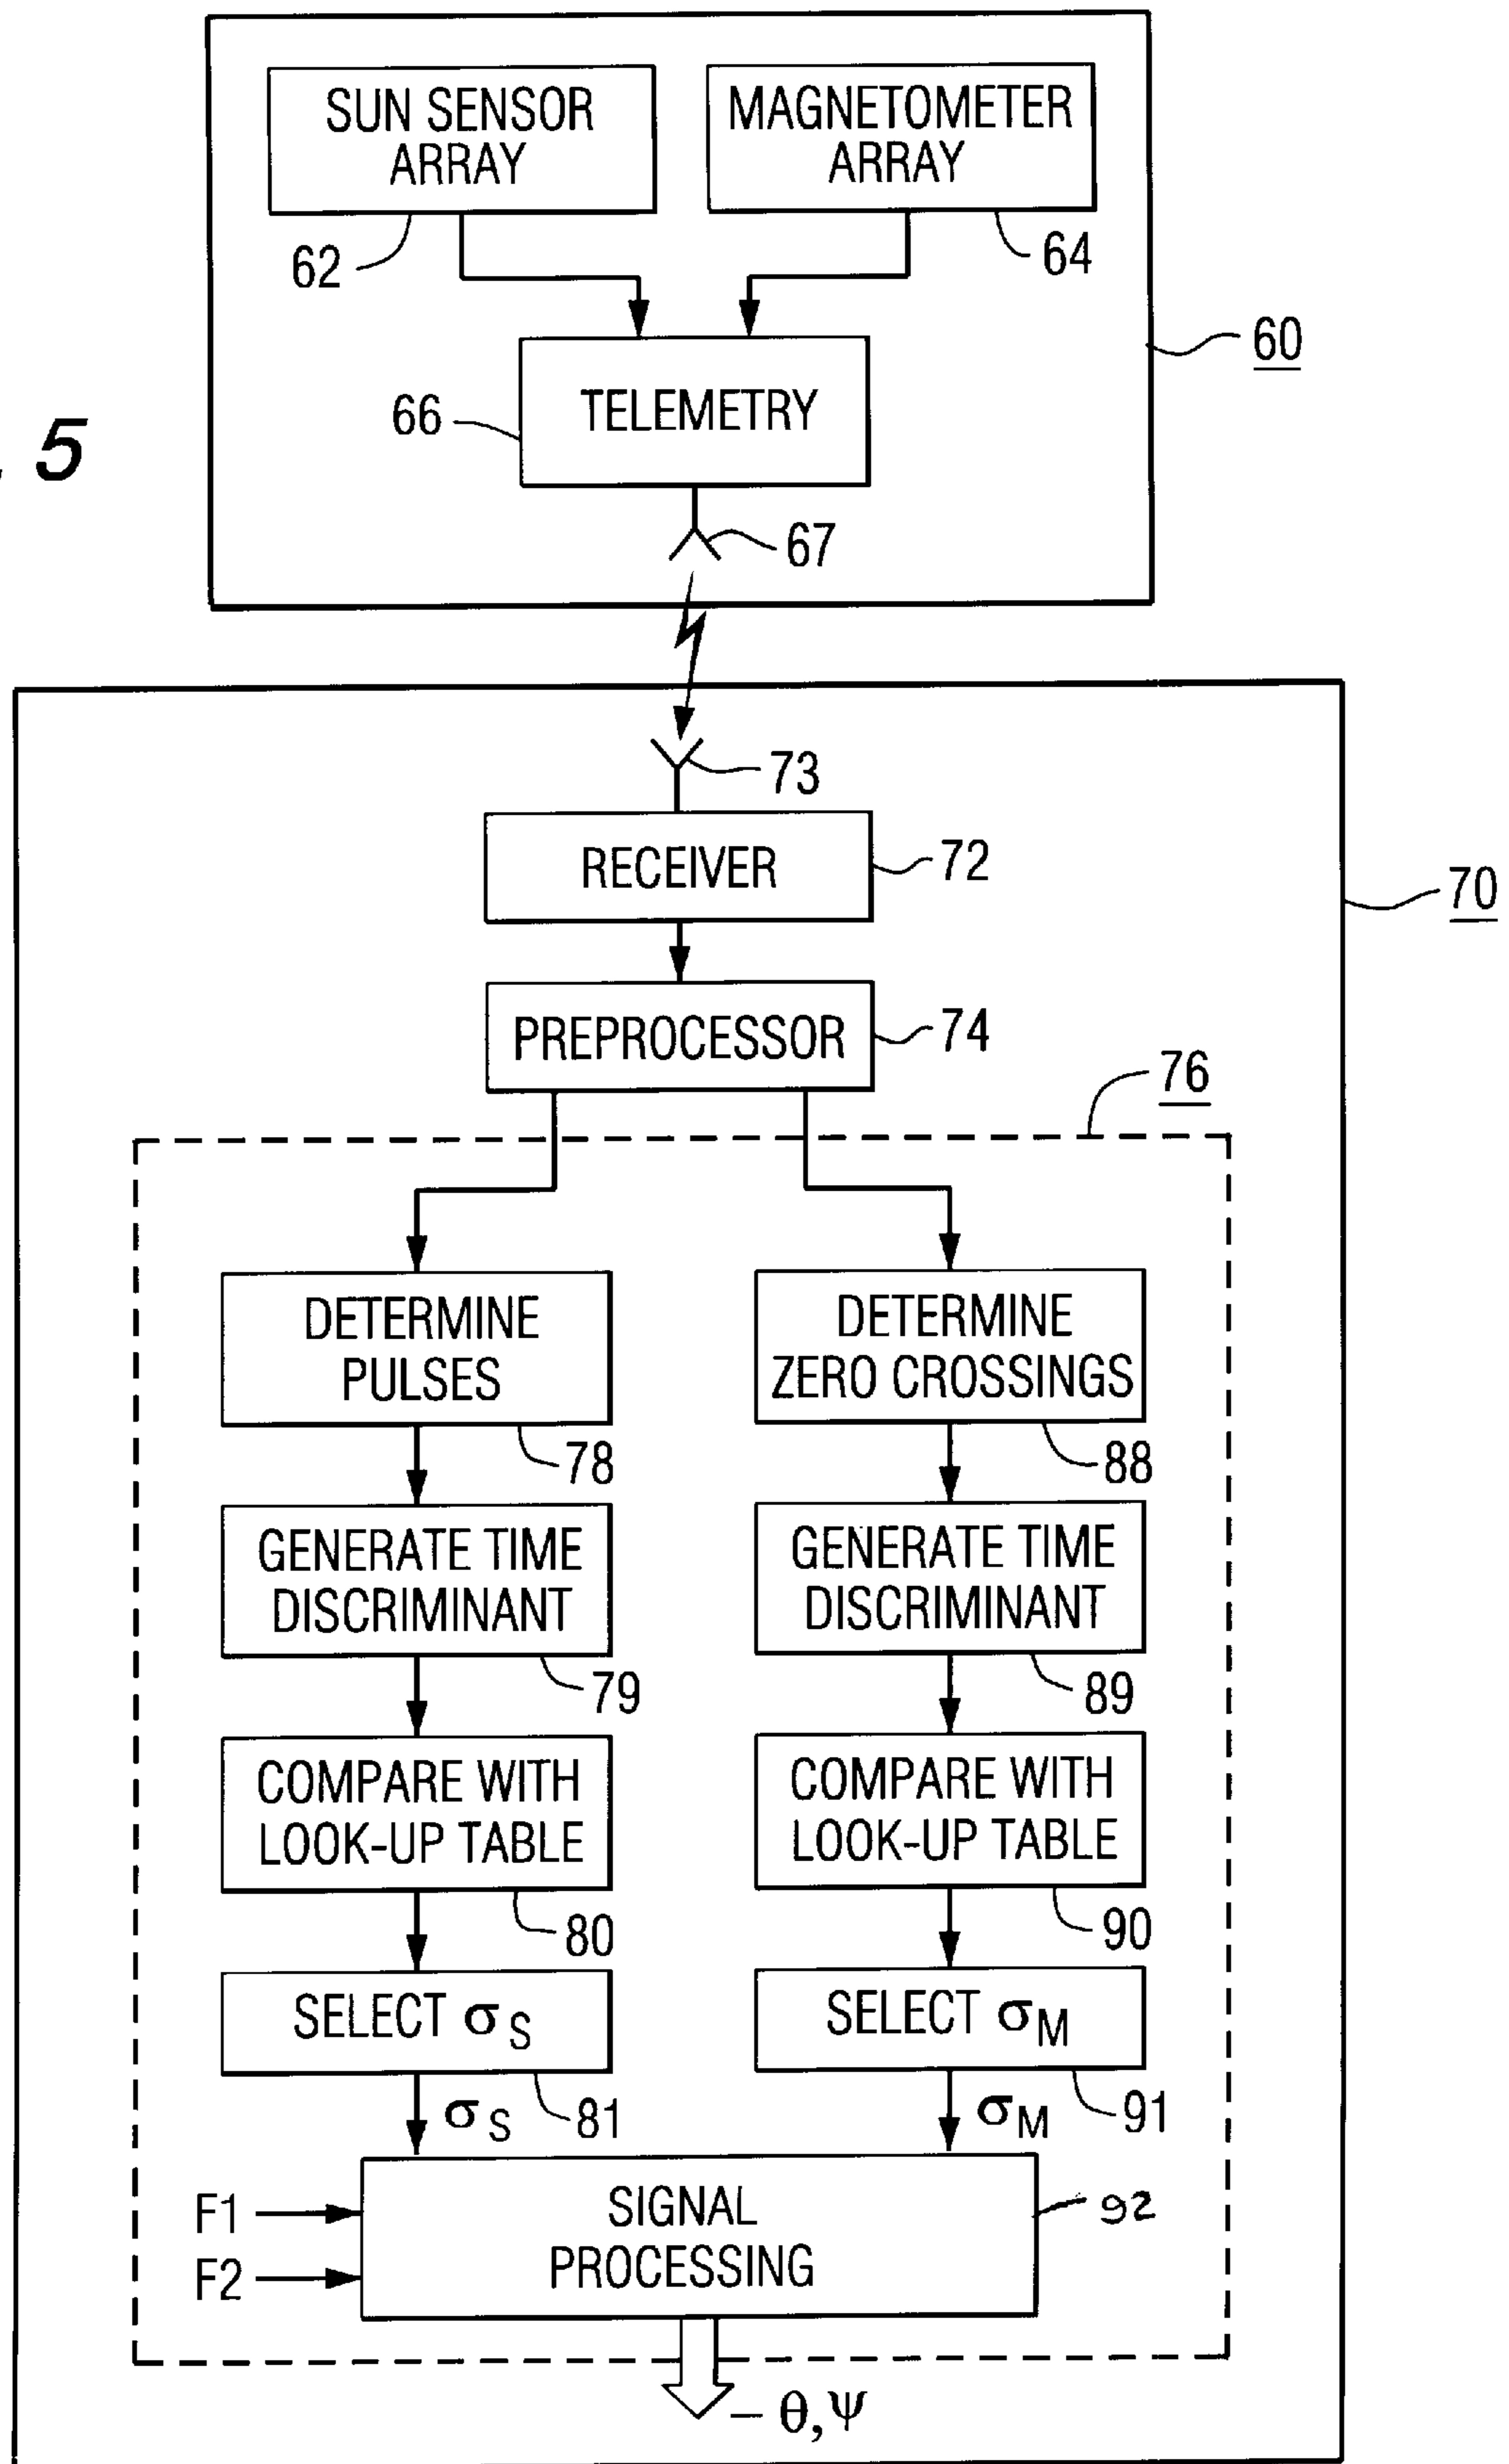 SUN SENSOR
ARRAY
MAGNETOMETER
ARRAY
62
64
60
5
66
TELEMETRY
67
73
RECEIVER
72
70
PREPROCESSOR
74
76
DETERMINE
PULSES
DETERMINE
ZERO CROSSINGS
78
88
GENERATE TIME
DISCRIMINANT
GENERATE TIME
DISCRIMINANT
79
89
COMPARE WITH
LOOK-UP TABLE
COMPARE WITH
LOOK-UP TABLE
80
90
SELECT σS
SELECT σM
σS
81
σM
91
F1
F2
SIGNAL
PROCESSING
92
– θ, ψ